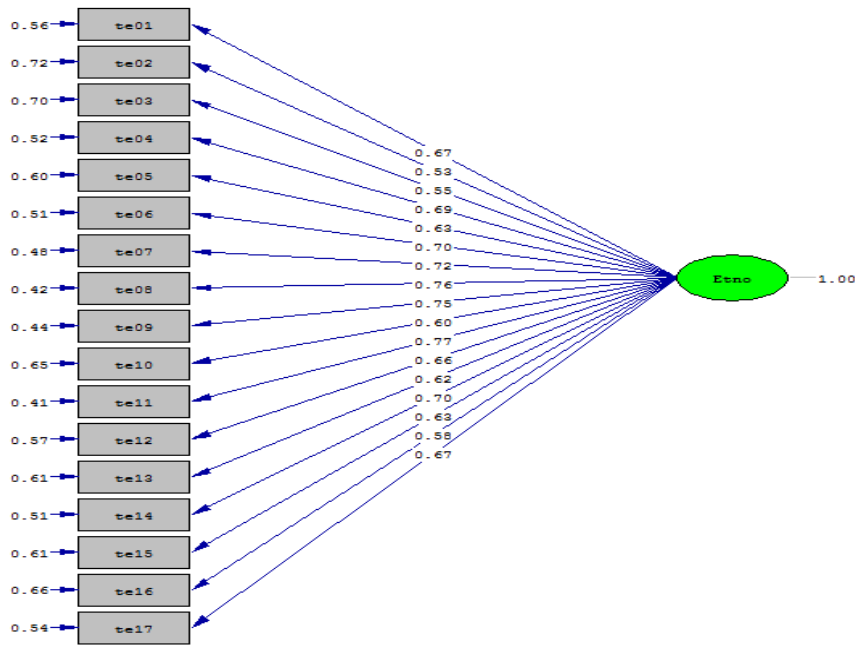 0.56 te01
0.72 te02
0.70 te03
0.52 te04
0.60 te05
0.51 te06
0.48 te07
0.42 te08
0.44 te09
0.65 te10
0.41 te11
0.57 te12
0.61 te13
0.51 te14
0.61 te15
0.66 te16
0.54 te17
0.67
0.53
0.55
0.69
0.63
0.70
0.72
0.76
0.75
0.60
0.77
0.66
0.62
0.70
0.63
0.58
0.67
Etno 1.00